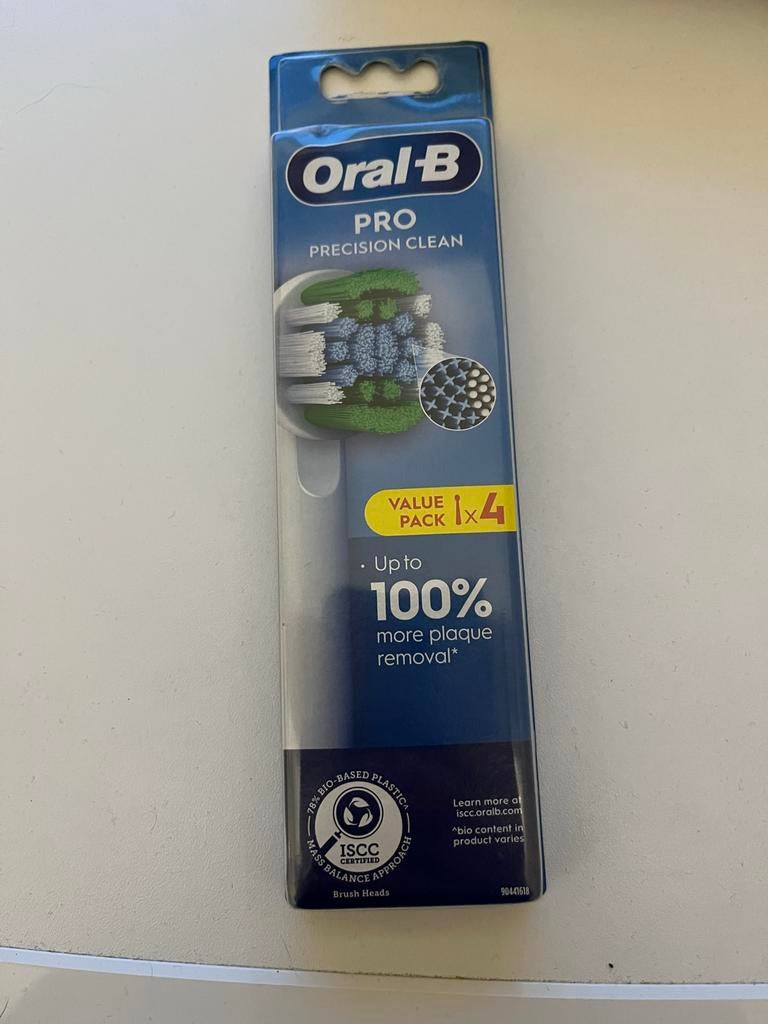 Oral-B
PRO
PRECISION CLEAN
VALUE
PACK x4
• Up to
100%
more plaque
removal*
78% BIO-BASED PLASTIC^
ISCC
CERTIFIED
MASS BALANCE APPROACH
Brush Heads
Learn more at
iscc.oralb.com
^bio content in
product varies
90441618